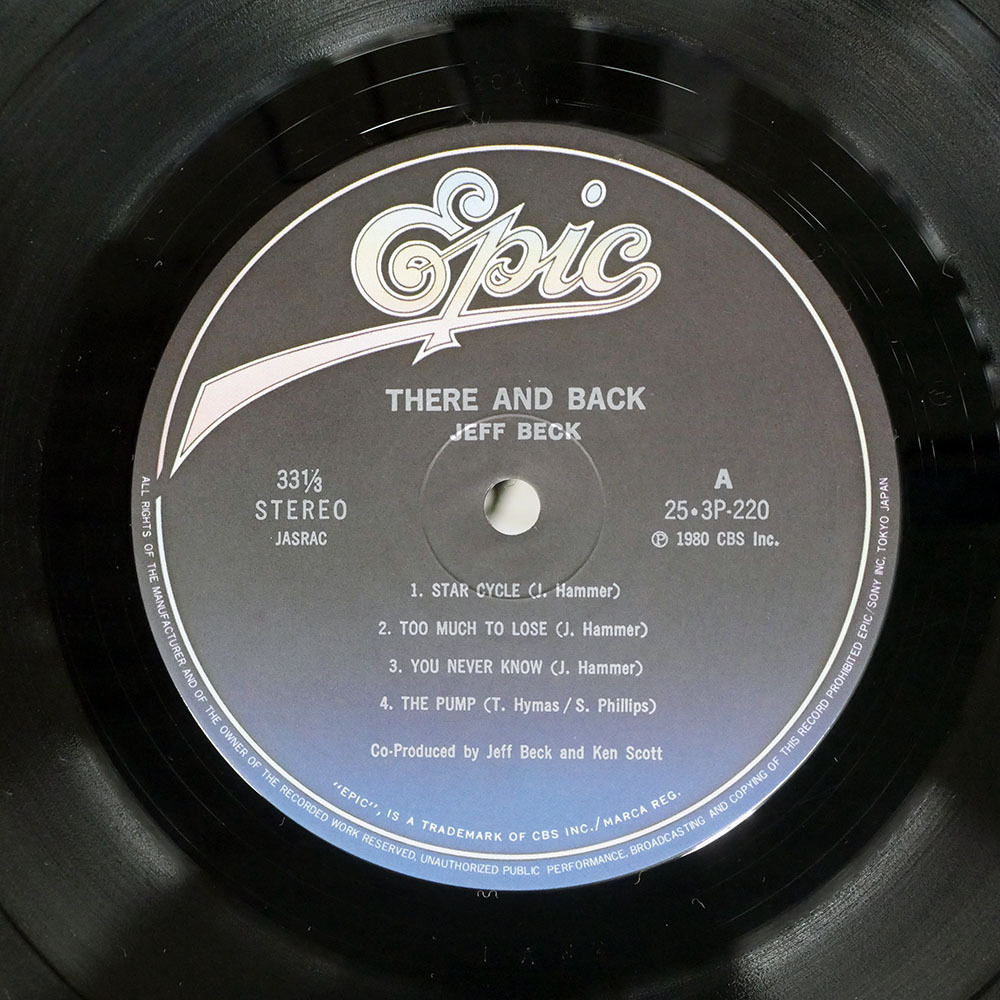 Epic
THERE AND BACK
JEFF BECK
33⅓
STEREO
JASRAC
A
25•3P-220
Ⓟ 1980 CBS Inc.
1. STAR CYCLE (J. Hammer)
2. TOO MUCH TO LOSE (J. Hammer)
3. YOU NEVER KNOW (J. Hammer)
4. THE PUMP (T. Hymas/S. Phillips)
Co-Produced by Jeff Beck and Ken Scott
"EPIC", IS A TRADEMARK OF CBS INC./MARCA REG.
ALL RIGHTS OF THE MANUFACTURER AND OF THE OWNER OF THE RECORDED WORK RESERVED. UNAUTHORIZED PUBLIC PERFORMANCE, BROADCASTING AND COPYING OF THIS RECORD PROHIBITED EPIC/SONY INC. TOKYO JAPAN